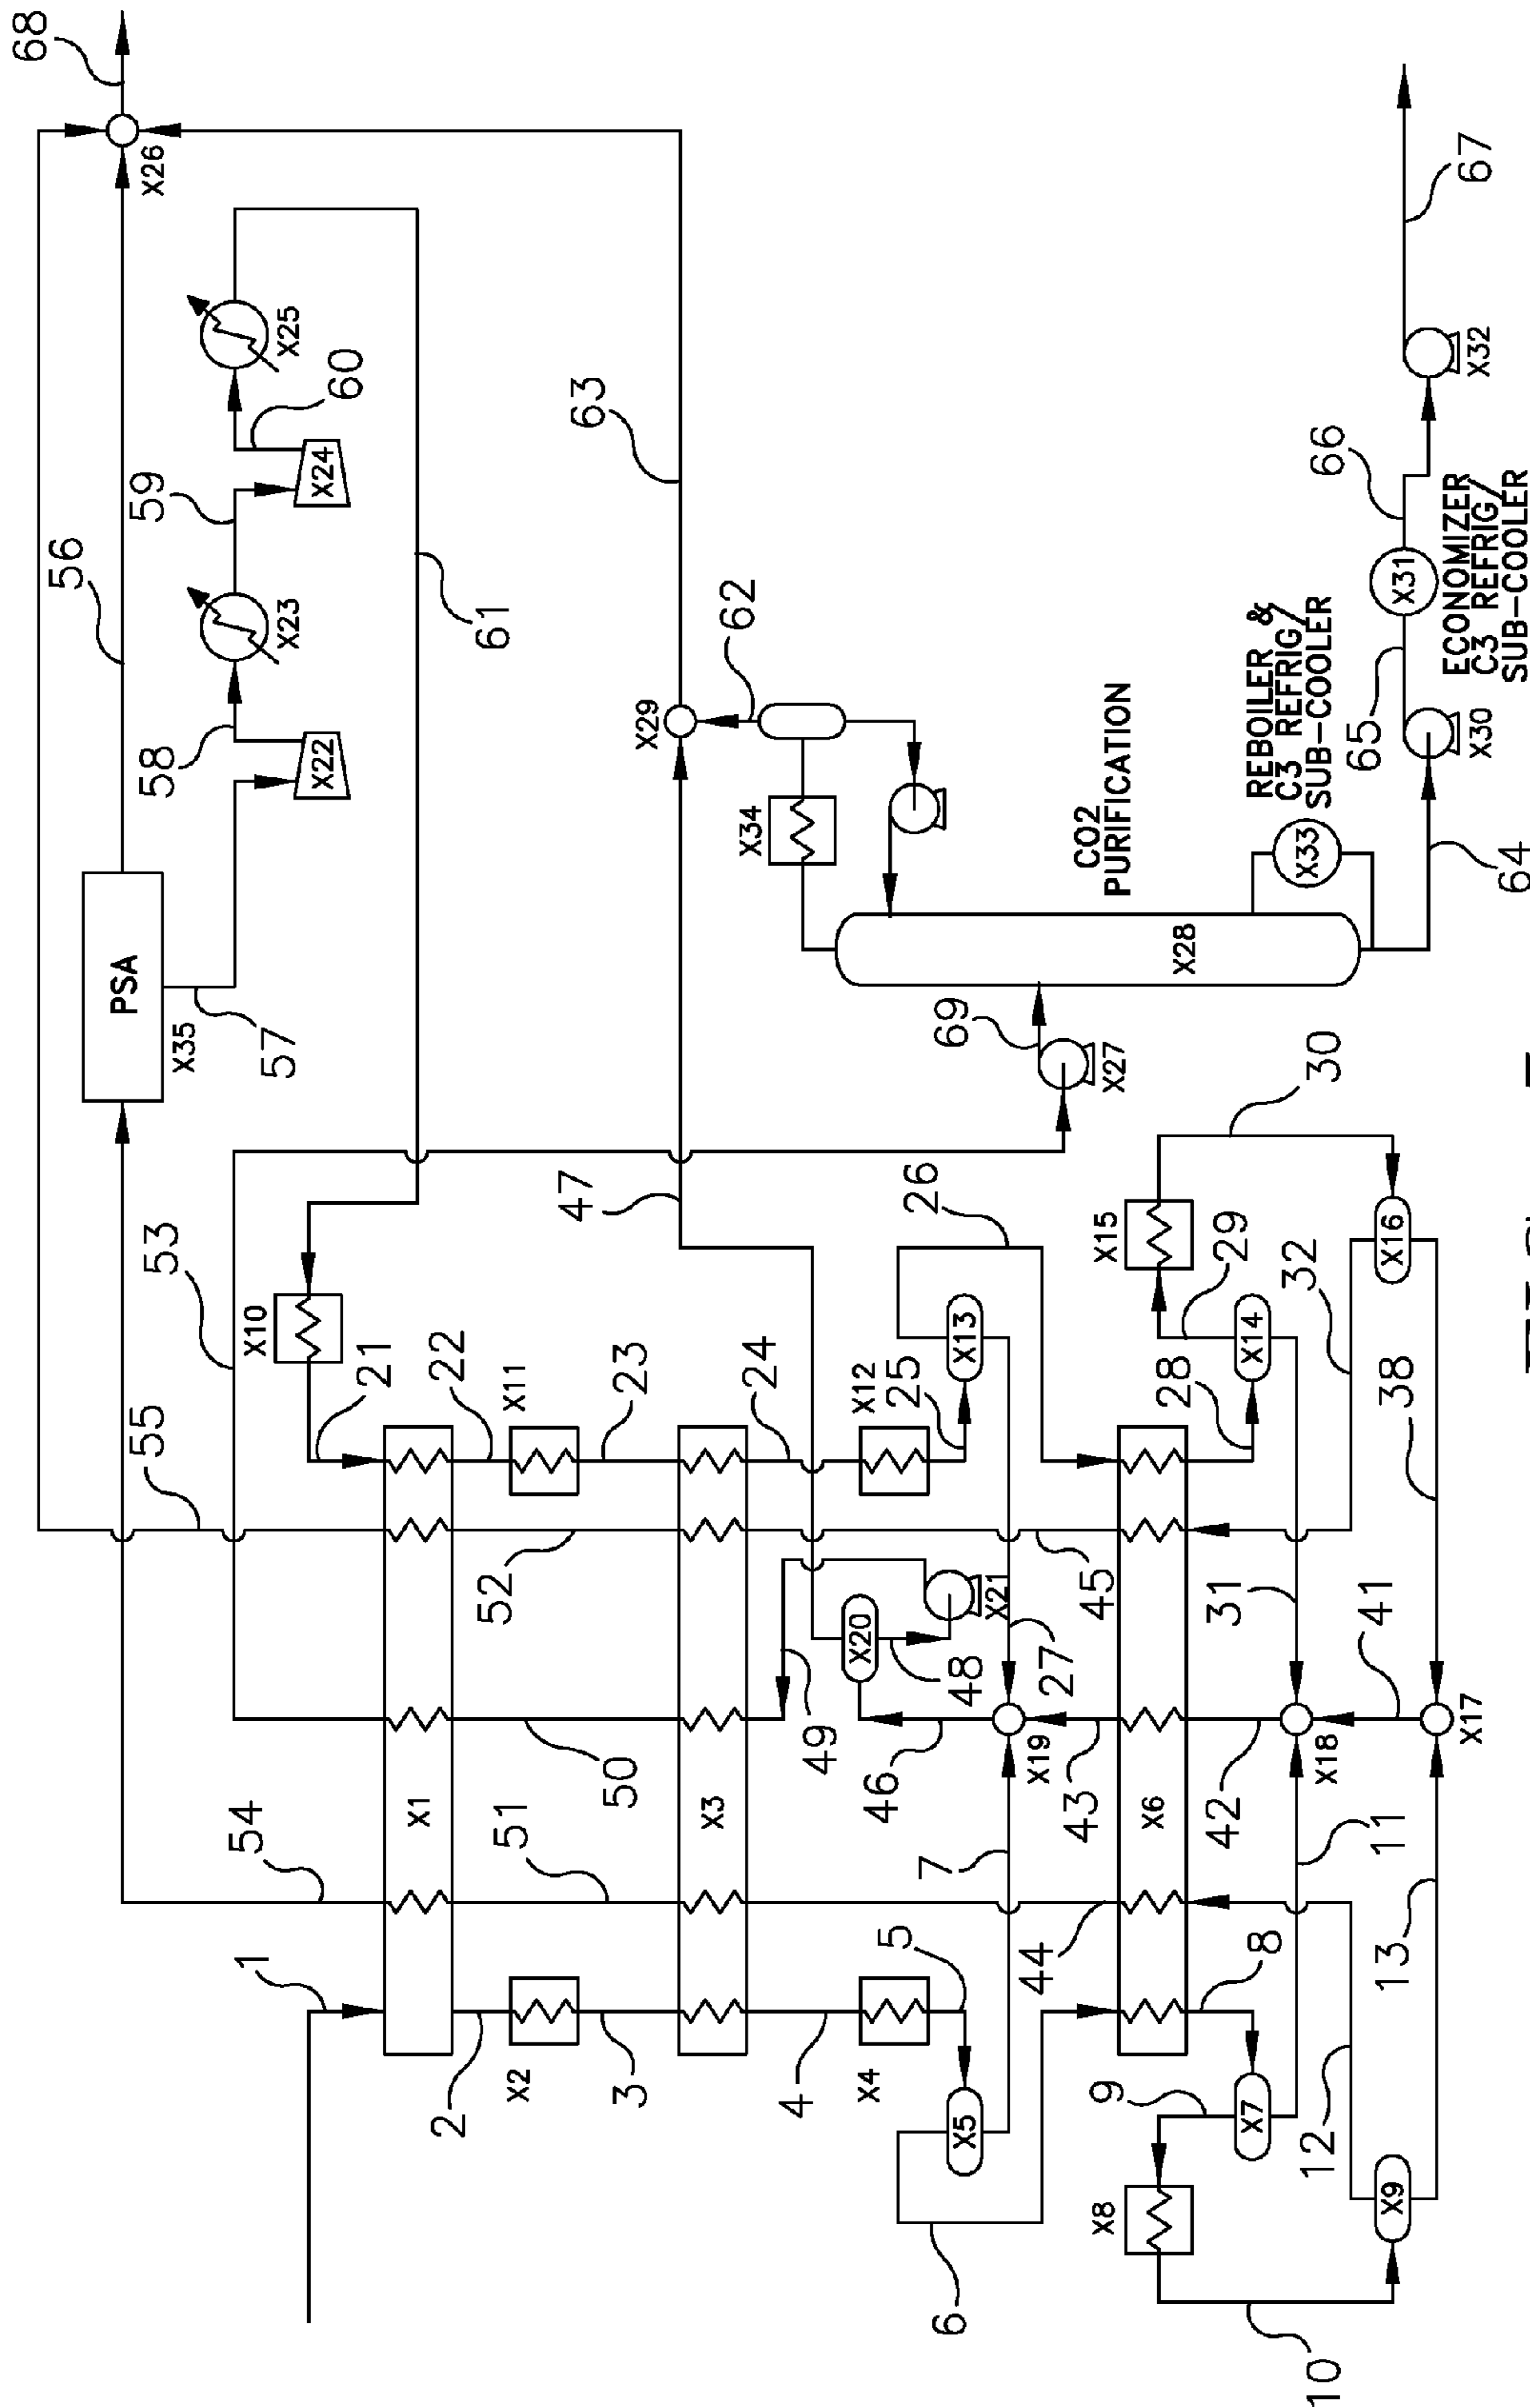 68
X26
56
PSA
X35
57
58
X22
X23
59
X24
60
X25
61
63
62
X29
X34
47
53
55
54
X10
21
22
X11
23
24
X12
25
X13
26
1
X1
2
X2
3
X3
4
X4
5
X5
6
7
51
50
52
49
X20
48
X21
46
X19
27
45
43
44
X6
42
8
X7
9
X8
10
X9
11
12
13
X18
X17
41
31
38
32
28
X14
29
X15
30
X16
69
X27
X28
CO2
PURIFICATION
REBOILER &
C3 REFRIG/
SUB-COOLER
X33
64
X30
65
X31
ECONOMIZER/
C3 REFRIG/
SUB-COOLER
66
X32
67